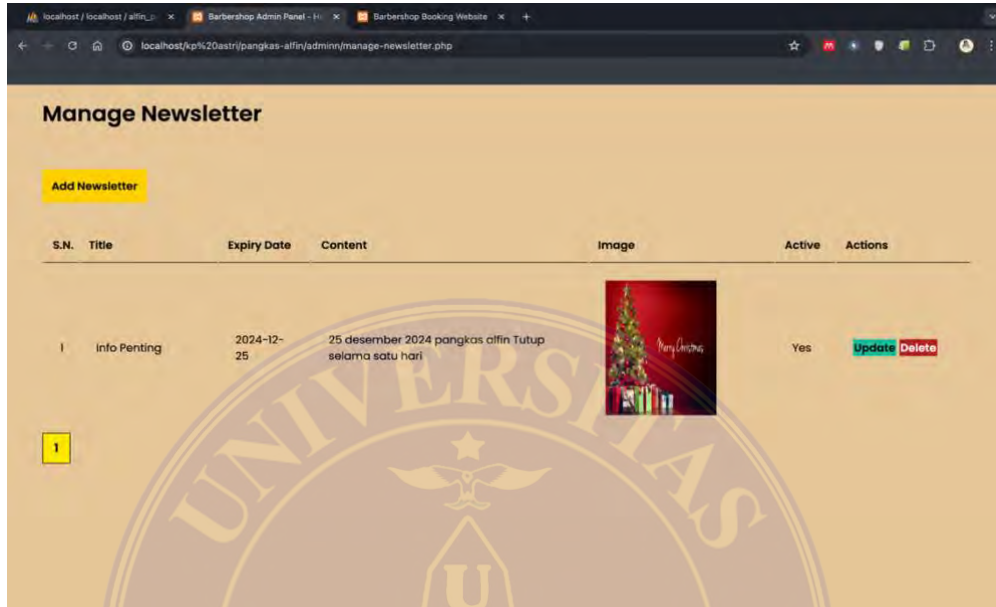 localhost / localhost / alfin_p
Barbershop Admin Panel - H
Barbershop Booking Website
localhost/kp%20astri/pangkas-alfin/adminn/manage-newsletter.php
Manage Newsletter
Add Newsletter
S.N. Title Expiry Date Content Image Active Actions
1 Info Penting 2024-12-25 25 desember 2024 pangkas alfin Tutup
selama satu hari
Merry Christmas
Yes Update Delete
1
UNIVERSITAS
U